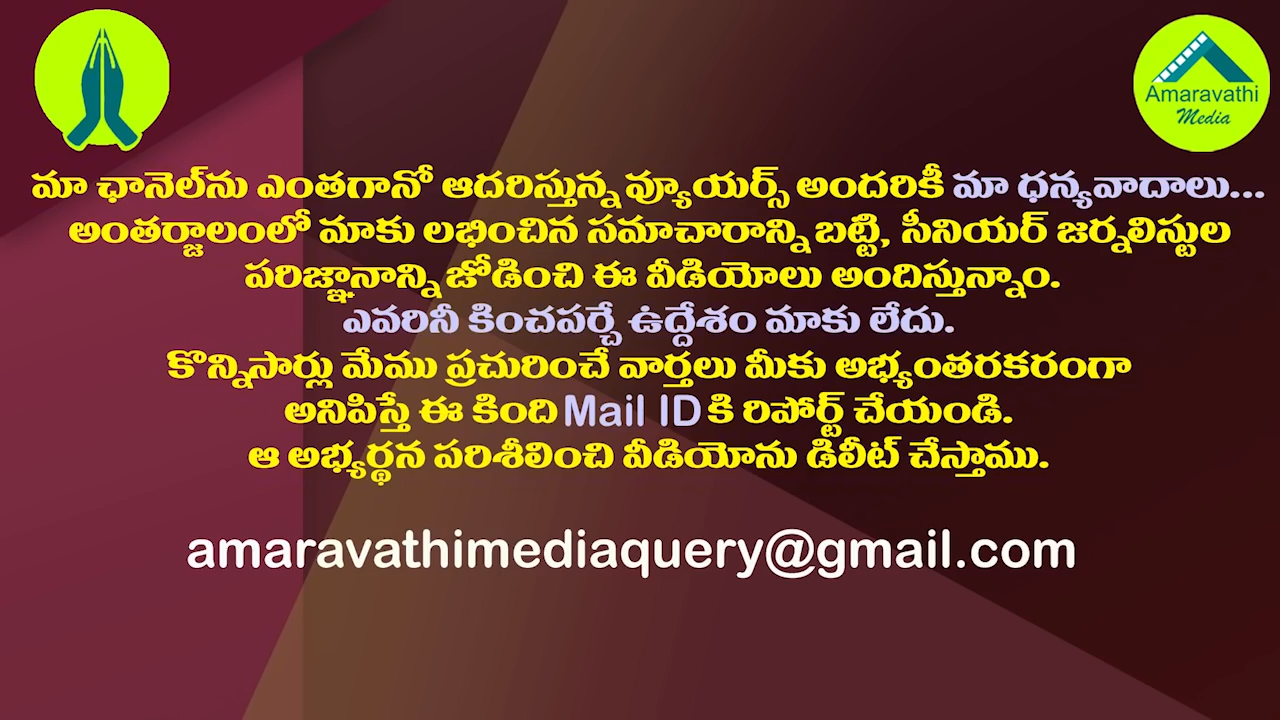 Amaravathi
Media
మా ఛానెల్‌ను ఎంతగానో ఆదరిస్తున్న వ్యూయర్స్ అందరికీ మా ధన్యవాదాలు...
అంతర్జాలంలో మాకు లభించిన సమాచారాన్ని బట్టి, సీనియర్ జర్నలిస్టుల
పరిజ్ఞానాన్ని జోడించి ఈ వీడియోలు అందిస్తున్నాం.
ఎవరినీ కించపర్చే ఉద్దేశం మాకు లేదు.
కొన్నిసార్లు మేము ప్రచురించే వార్తలు మీకు అభ్యంతరకరంగా
అనిపిస్తే ఈ కింది Mail ID కి రిపోర్ట్ చేయండి.
ఆ అభ్యర్థన పరిశీలించి వీడియోను డిలీట్ చేస్తాము.
amaravathimediaquery@gmail.com